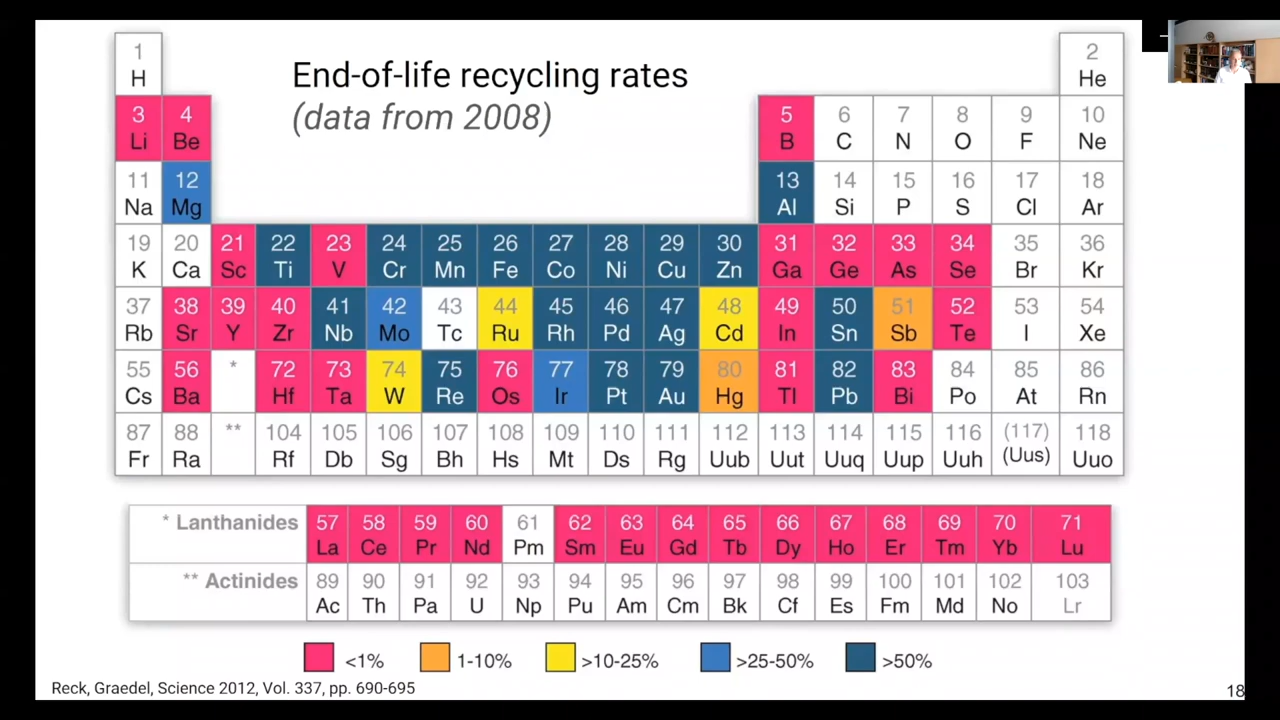 End-of-life recycling rates
(data from 2008)
1 2
H He
3 4 5 6 7 8 9 10
Li Be B C N O F Ne
11 12 13 14 15 16 17 18
Na Mg Al Si P S Cl Ar
19 20 21 22 23 24 25 26 27 28 29 30 31 32 33 34 35 36
K Ca Sc Ti V Cr Mn Fe Co Ni Cu Zn Ga Ge As Se Br Kr
37 38 39 40 41 42 43 44 45 46 47 48 49 50 51 52 53 54
Rb Sr Y Zr Nb Mo Tc Ru Rh Pd Ag Cd In Sn Sb Te I Xe
55 56 * 72 73 74 75 76 77 78 79 80 81 82 83 84 85 86
Cs Ba Hf Ta W Re Os Ir Pt Au Hg Tl Pb Bi Po At Rn
87 88 ** 104 105 106 107 108 109 110 111 112 113 114 115 116 (117) 118
Fr Ra Rf Db Sg Bh Hs Mt Ds Rg Uub Uut Uuq Uup Uuh (Uus) Uuo
* Lanthanides 57 58 59 60 61 62 63 64 65 66 67 68 69 70 71
La Ce Pr Nd Pm Sm Eu Gd Tb Dy Ho Er Tm Yb Lu
** Actinides 89 90 91 92 93 94 95 96 97 98 99 100 101 102 103
Ac Th Pa U Np Pu Am Cm Bk Cf Es Fm Md No Lr
<1% 1-10% >10-25% >25-50% >50%
Reck, Graedel, Science 2012, Vol. 337, pp. 690-695
18